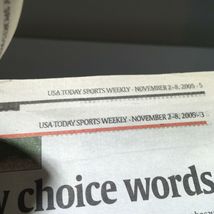 USA TODAY SPORTS WEEKLY · NOVEMBER 2-8, 2005 · 5
USA TODAY SPORTS WEEKLY · NOVEMBER 2-8, 2005 · 3
choice words